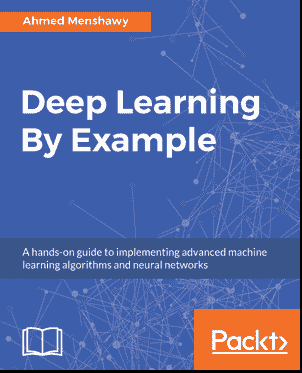 Ahmed Menshawy
Deep Learning
By Example
A hands-on guide to implementing advanced machine
learning algorithms and neural networks
Packt>